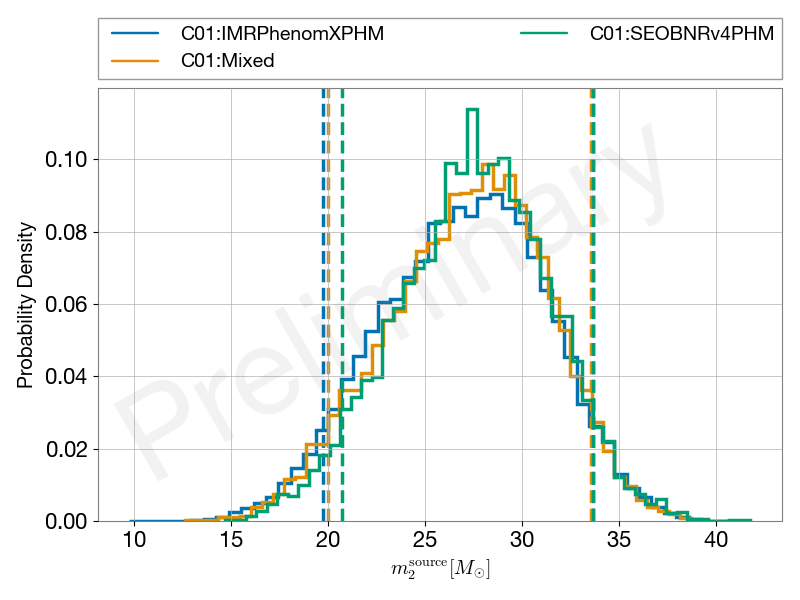 C01:IMRPhenomXPHM
C01:SEOBNRv4PHM
C01:Mixed
Preliminary
Probability Density
0.10
0.08
0.06
0.04
0.02
0.00
10 15 20 25 30 35 40
m₂^source [M☉]